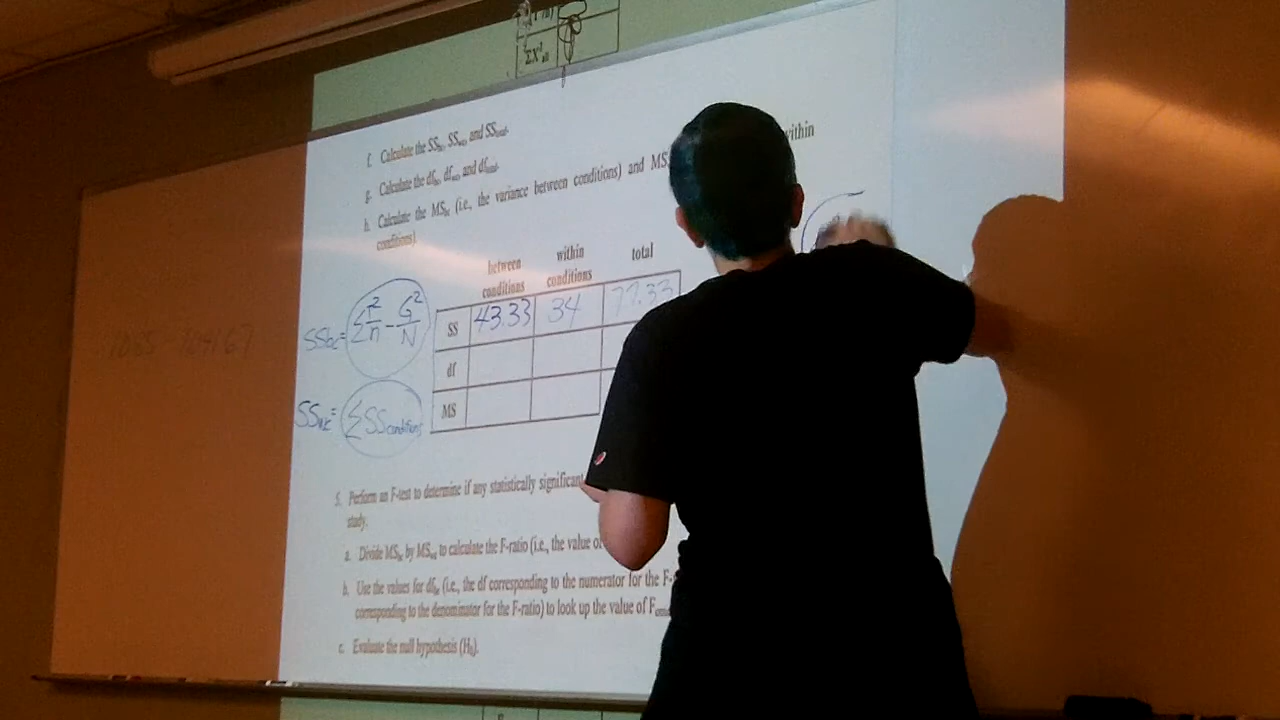 ΣX²
f. Calculate the SSbc, SSwc, and SStotal.
g. Calculate the dfbc, dfwc, and dftotal.
h. Calculate the MSbc (i.e., the variance between conditions) and MS within
conditions).
between conditions within conditions total
SS 43.33 34 77.33
df
MS
SSbc = ΣT²/n - G²/N
SSwc = ΣSSconditions
5. Perform an F-test to determine if any statistically significant
study.
a. Divide MSbc by MSwc to calculate the F-ratio (i.e., the value of
b. Use the values for dfbc (i.e., the df corresponding to the numerator for the F-
corresponding to the denominator for the F-ratio) to look up the value of F
c. Evaluate the null hypothesis (H₀).